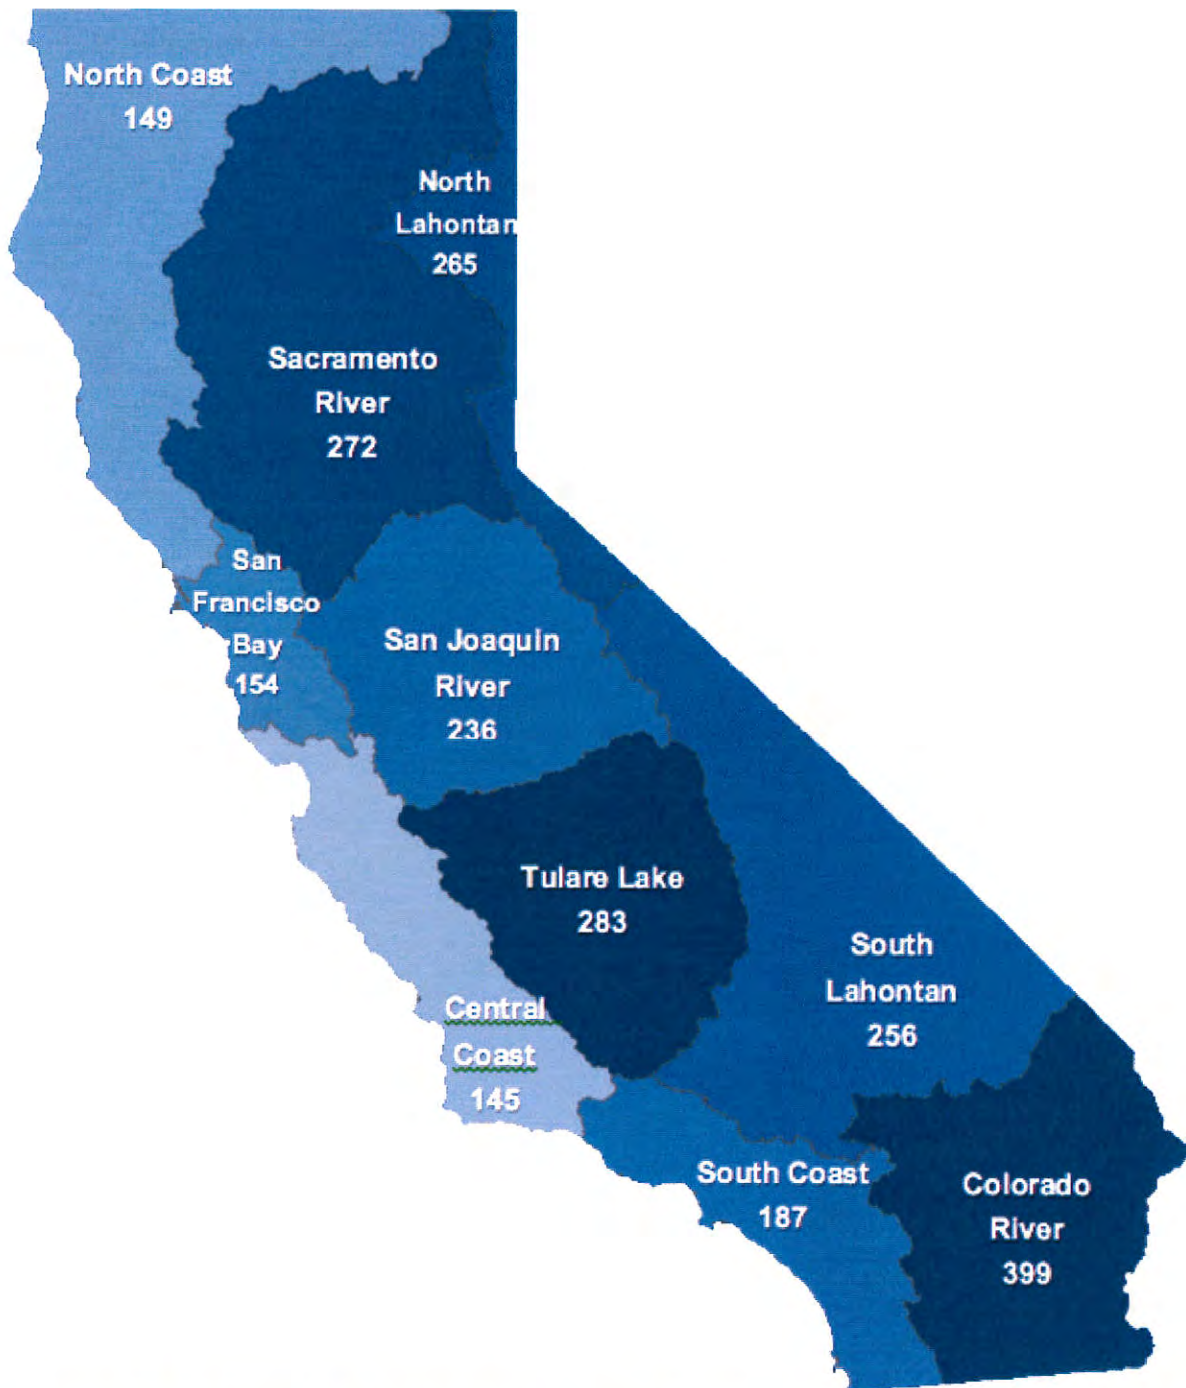 North Coast
149
North
Lahontan
265
Sacramento
River
272
San
Francisco
Bay
154
San Joaquin
River
236
Tulare Lake
283
South
Lahontan
256
Central
Coast
145
South Coast
187
Colorado
River
399